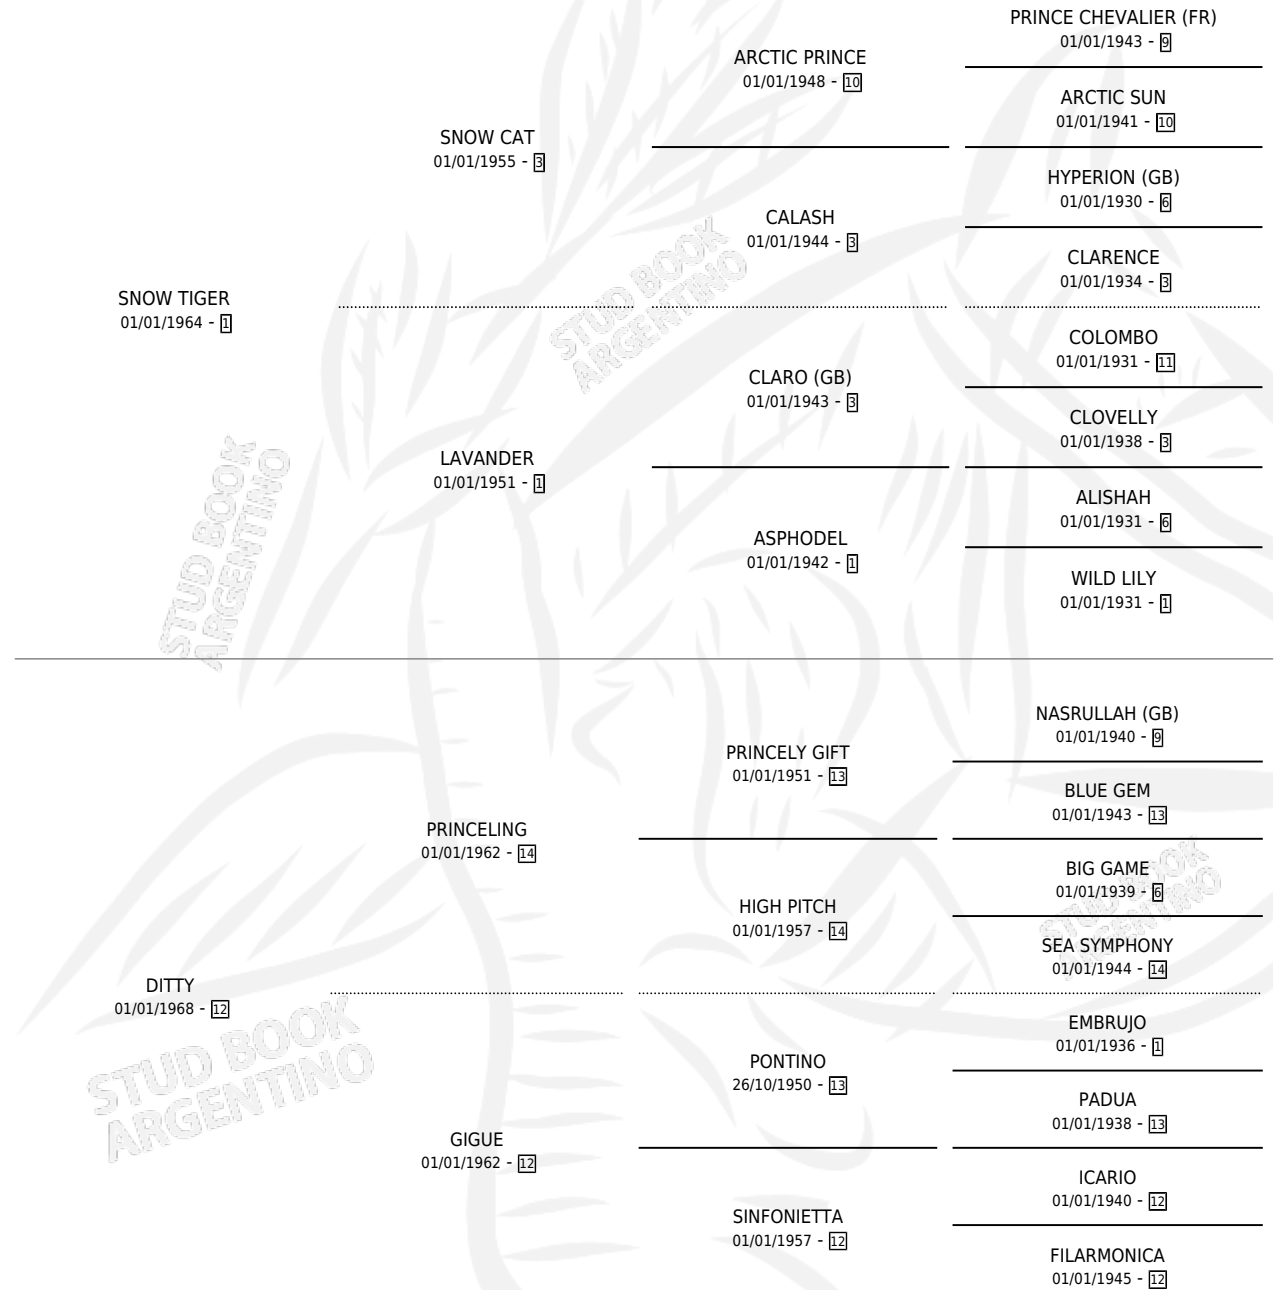 PRINCE CHEVALIER (FR)
01/01/1943 - 9
ARCTIC PRINCE
01/01/1948 - 10
ARCTIC SUN
01/01/1941 - 10
SNOW CAT
01/01/1955 - 3
HYPERION (GB)
01/01/1930 - 6
CALASH
01/01/1944 - 3
CLARENCE
01/01/1934 - 3
SNOW TIGER
01/01/1964 - 1
STUD BOOK
ARGENTINO
COLOMBO
01/01/1931 - 11
CLARO (GB)
01/01/1943 - 3
CLOVELLY
01/01/1938 - 3
LAVANDER
01/01/1951 - 1
ALISHAH
01/01/1931 - 6
ASPHODEL
01/01/1942 - 1
WILD LILY
01/01/1931 - 1
STUD BOOK
ARGENTINO
NASRULLAH (GB)
01/01/1940 - 9
PRINCELY GIFT
01/01/1951 - 13
BLUE GEM
01/01/1943 - 13
PRINCELING
01/01/1962 - 14
BIG GAME
01/01/1939 - 6
HIGH PITCH
01/01/1957 - 14
SEA SYMPHONY
01/01/1944 - 14
STUD BOOK
ARGENTINO
DITTY
01/01/1968 - 12
EMBRUJO
01/01/1936 - 1
PONTINO
26/10/1950 - 13
PADUA
01/01/1938 - 13
STUD BOOK
ARGENTINO
GIGUE
01/01/1962 - 12
ICARIO
01/01/1940 - 12
SINFONIETTA
01/01/1957 - 12
FILARMONICA
01/01/1945 - 12